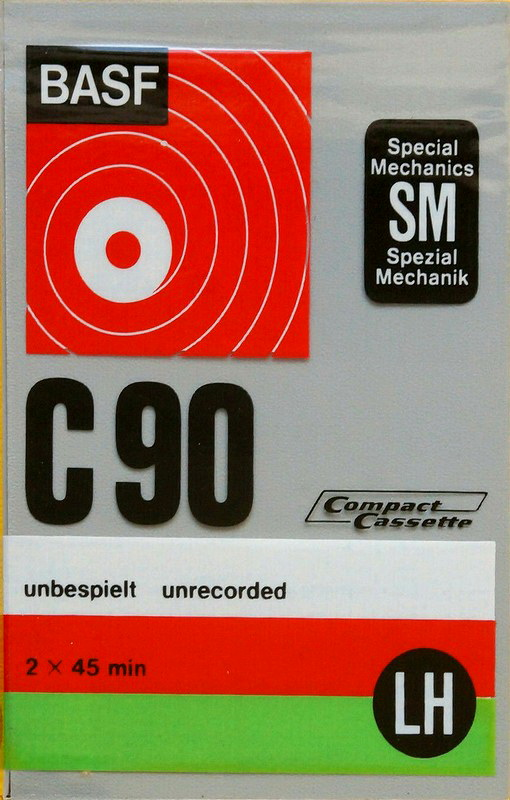 BASF
Special
Mechanics
SM
Spezial
Mechanik
C 90
Compact
Cassette
unbespielt unrecorded
2 × 45 min
LH